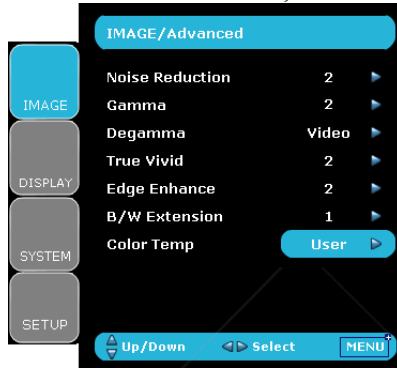 IMAGE/Advanced
IMAGE
DISPLAY
SYSTEM
SETUP
Noise Reduction 2
Gamma 2
Degamma Video
True Vivid 2
Edge Enhance 2
B/W Extension 1
Color Temp User
Up/Down Select MENU